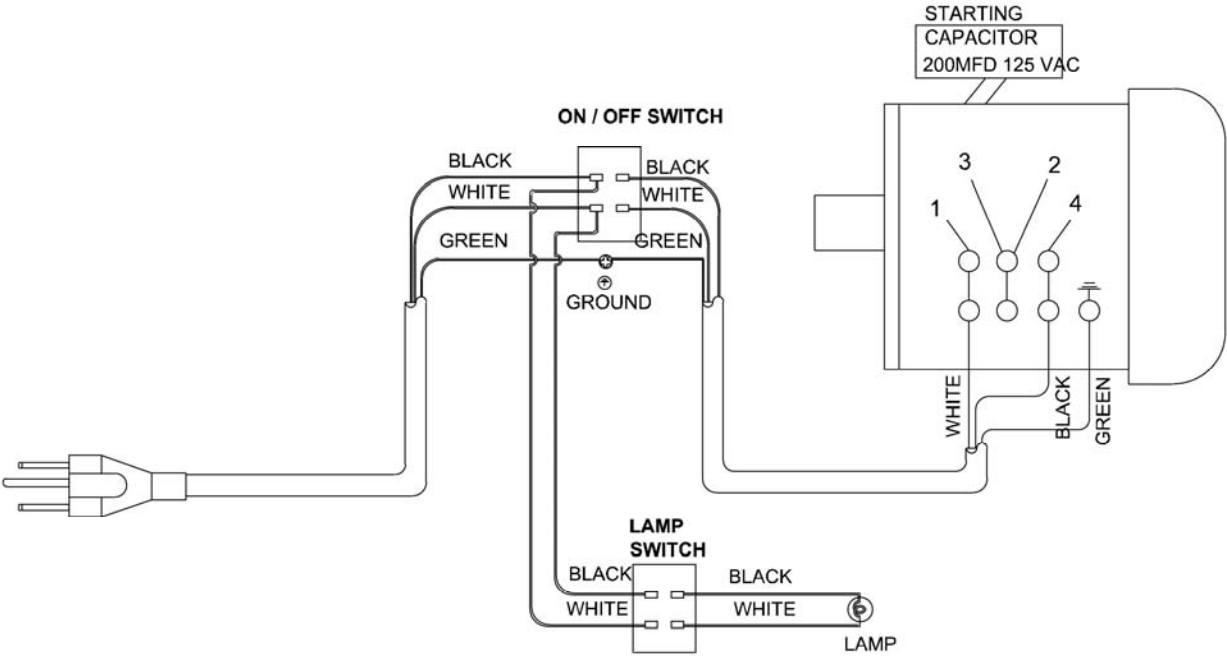 STARTING
CAPACITOR
200MFD 125 VAC
ON / OFF SWITCH
BLACK
BLACK
WHITE
WHITE
GREEN
GREEN
GROUND
3
2
1
4
WHITE
BLACK
GREEN
LAMP
SWITCH
BLACK
BLACK
WHITE
WHITE
LAMP